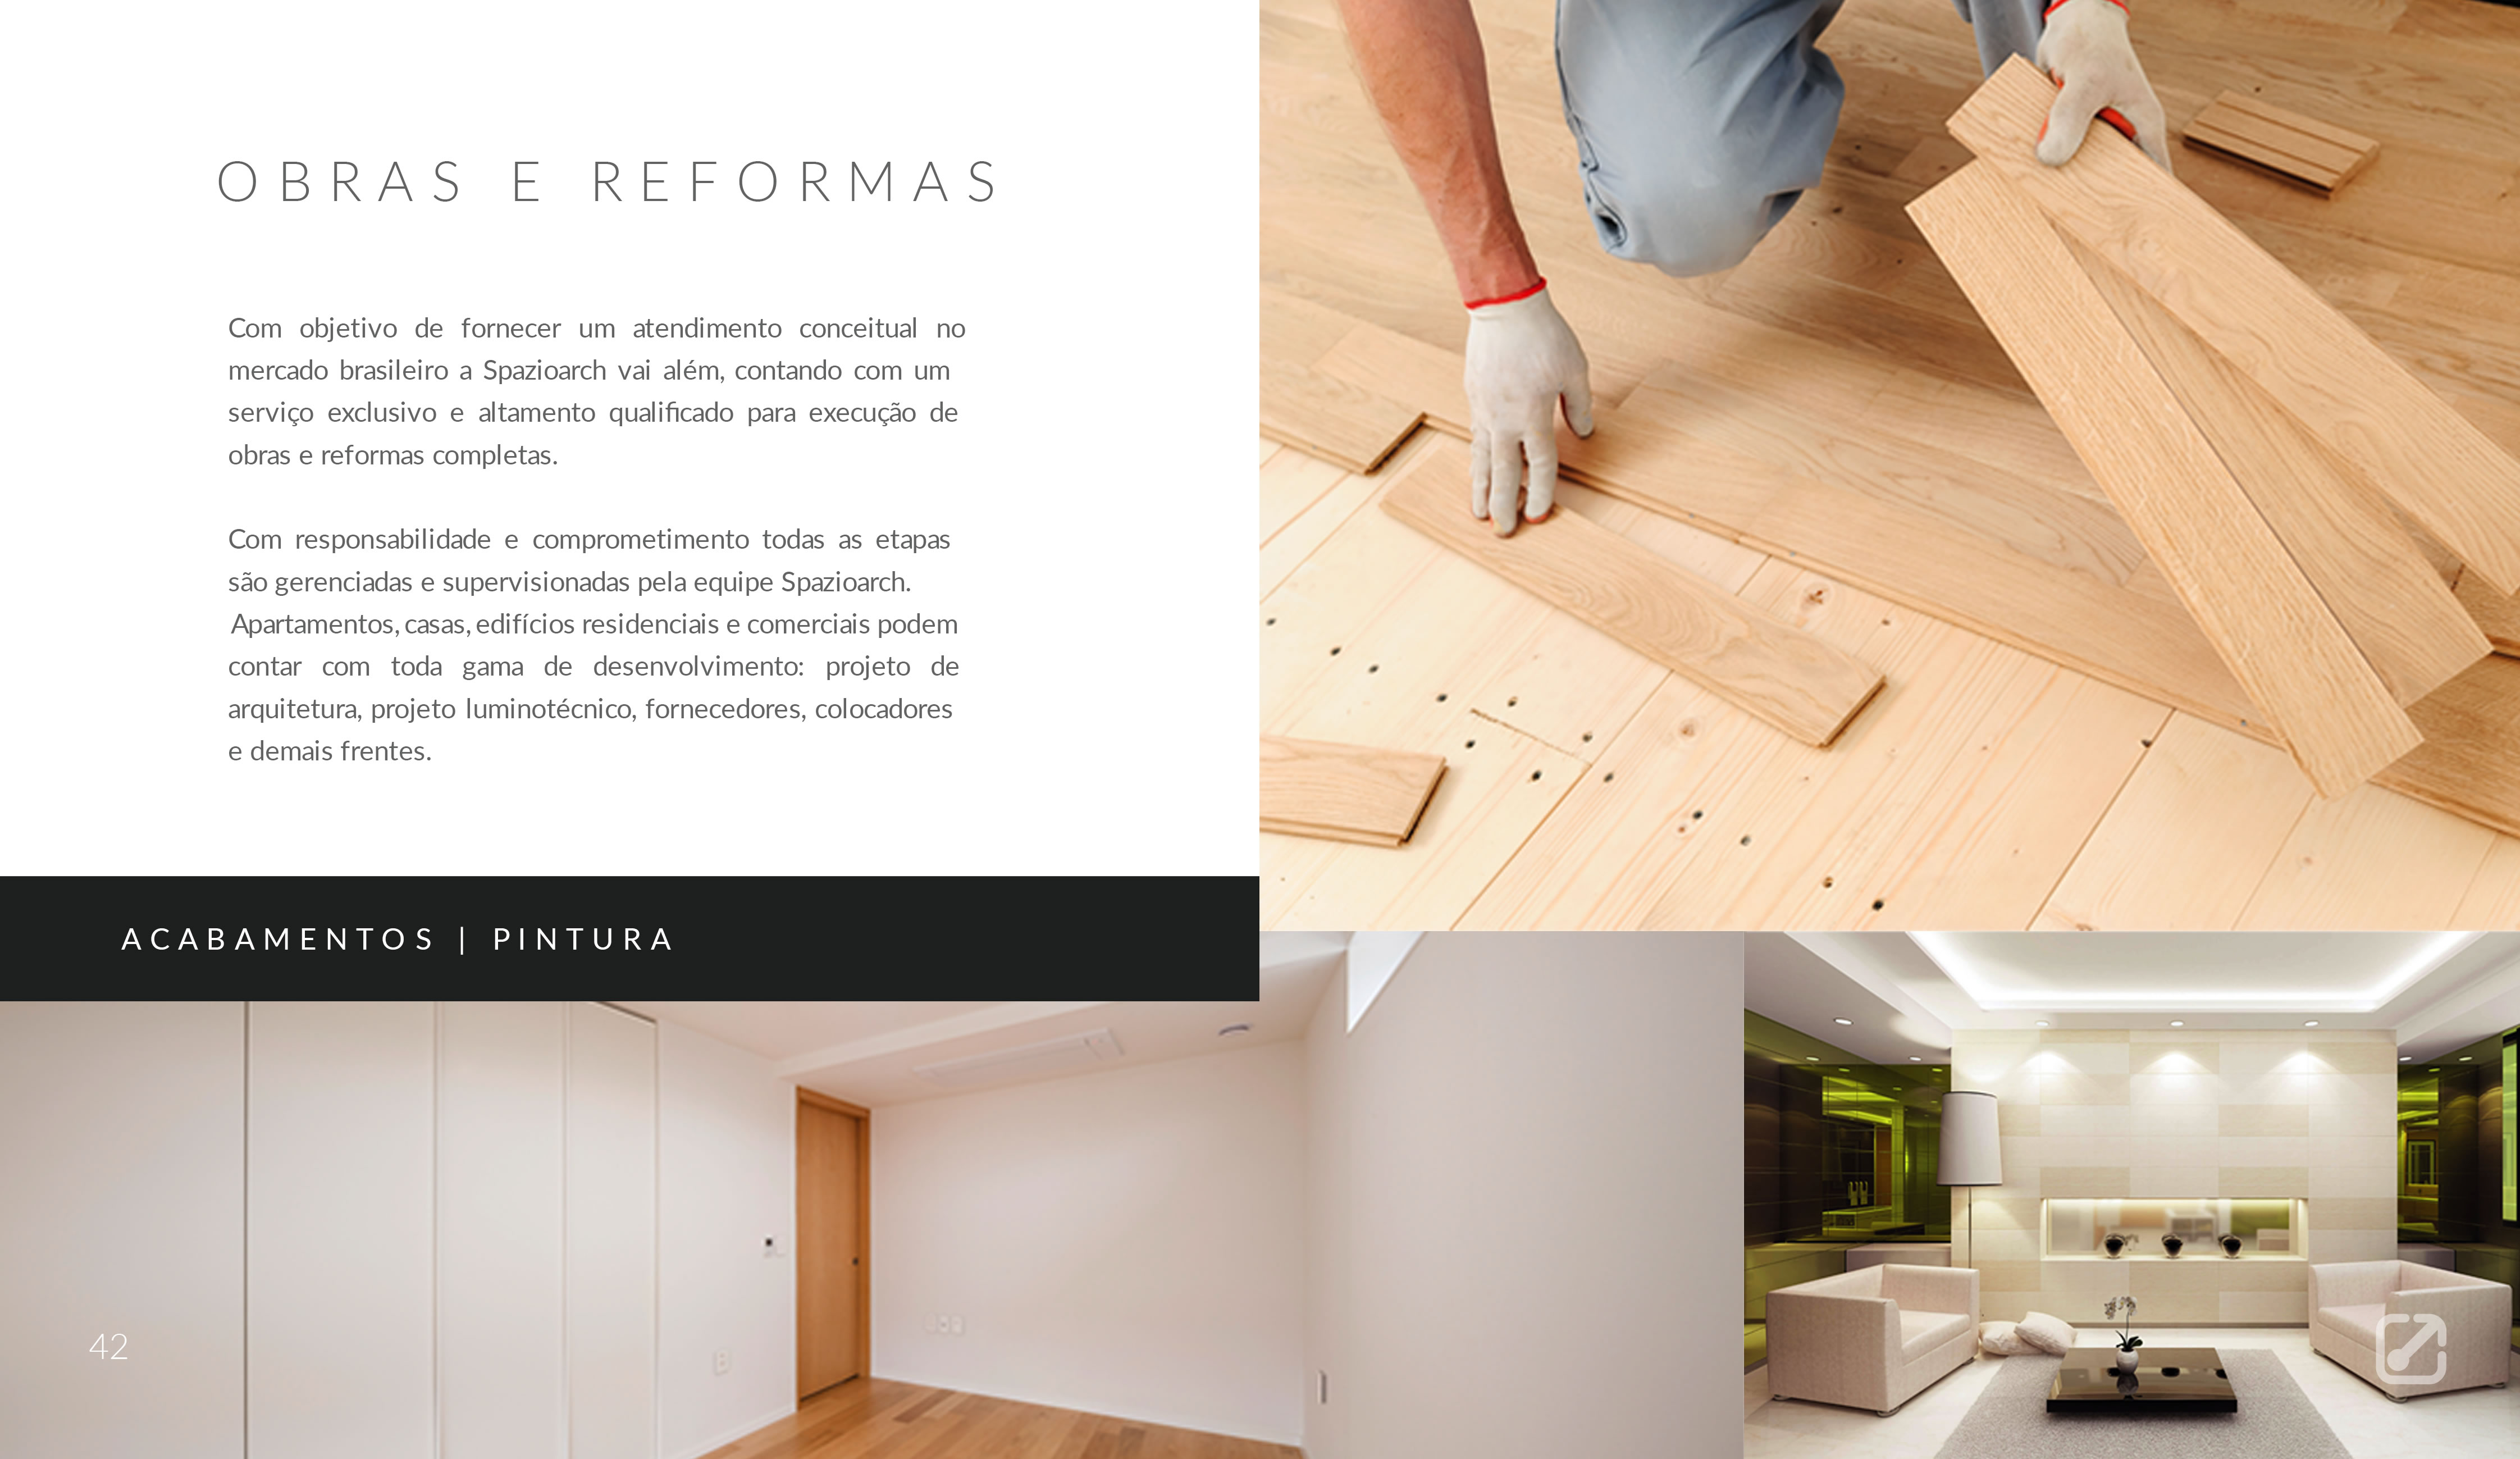 OBRAS E REFORMAS
Com objetivo de fornecer um atendimento conceitual no
mercado brasileiro a Spazioarch vai além, contando com um
serviço exclusivo e altamento qualificado para execução de
obras e reformas completas.
Com responsabilidade e comprometimento todas as etapas
são gerenciadas e supervisionadas pela equipe Spazioarch.
Apartamentos, casas, edifícios residenciais e comerciais podem
contar com toda gama de desenvolvimento: projeto de
arquitetura, projeto luminotécnico, fornecedores, colocadores
e demais frentes.
ACABAMENTOS | PINTURA
42